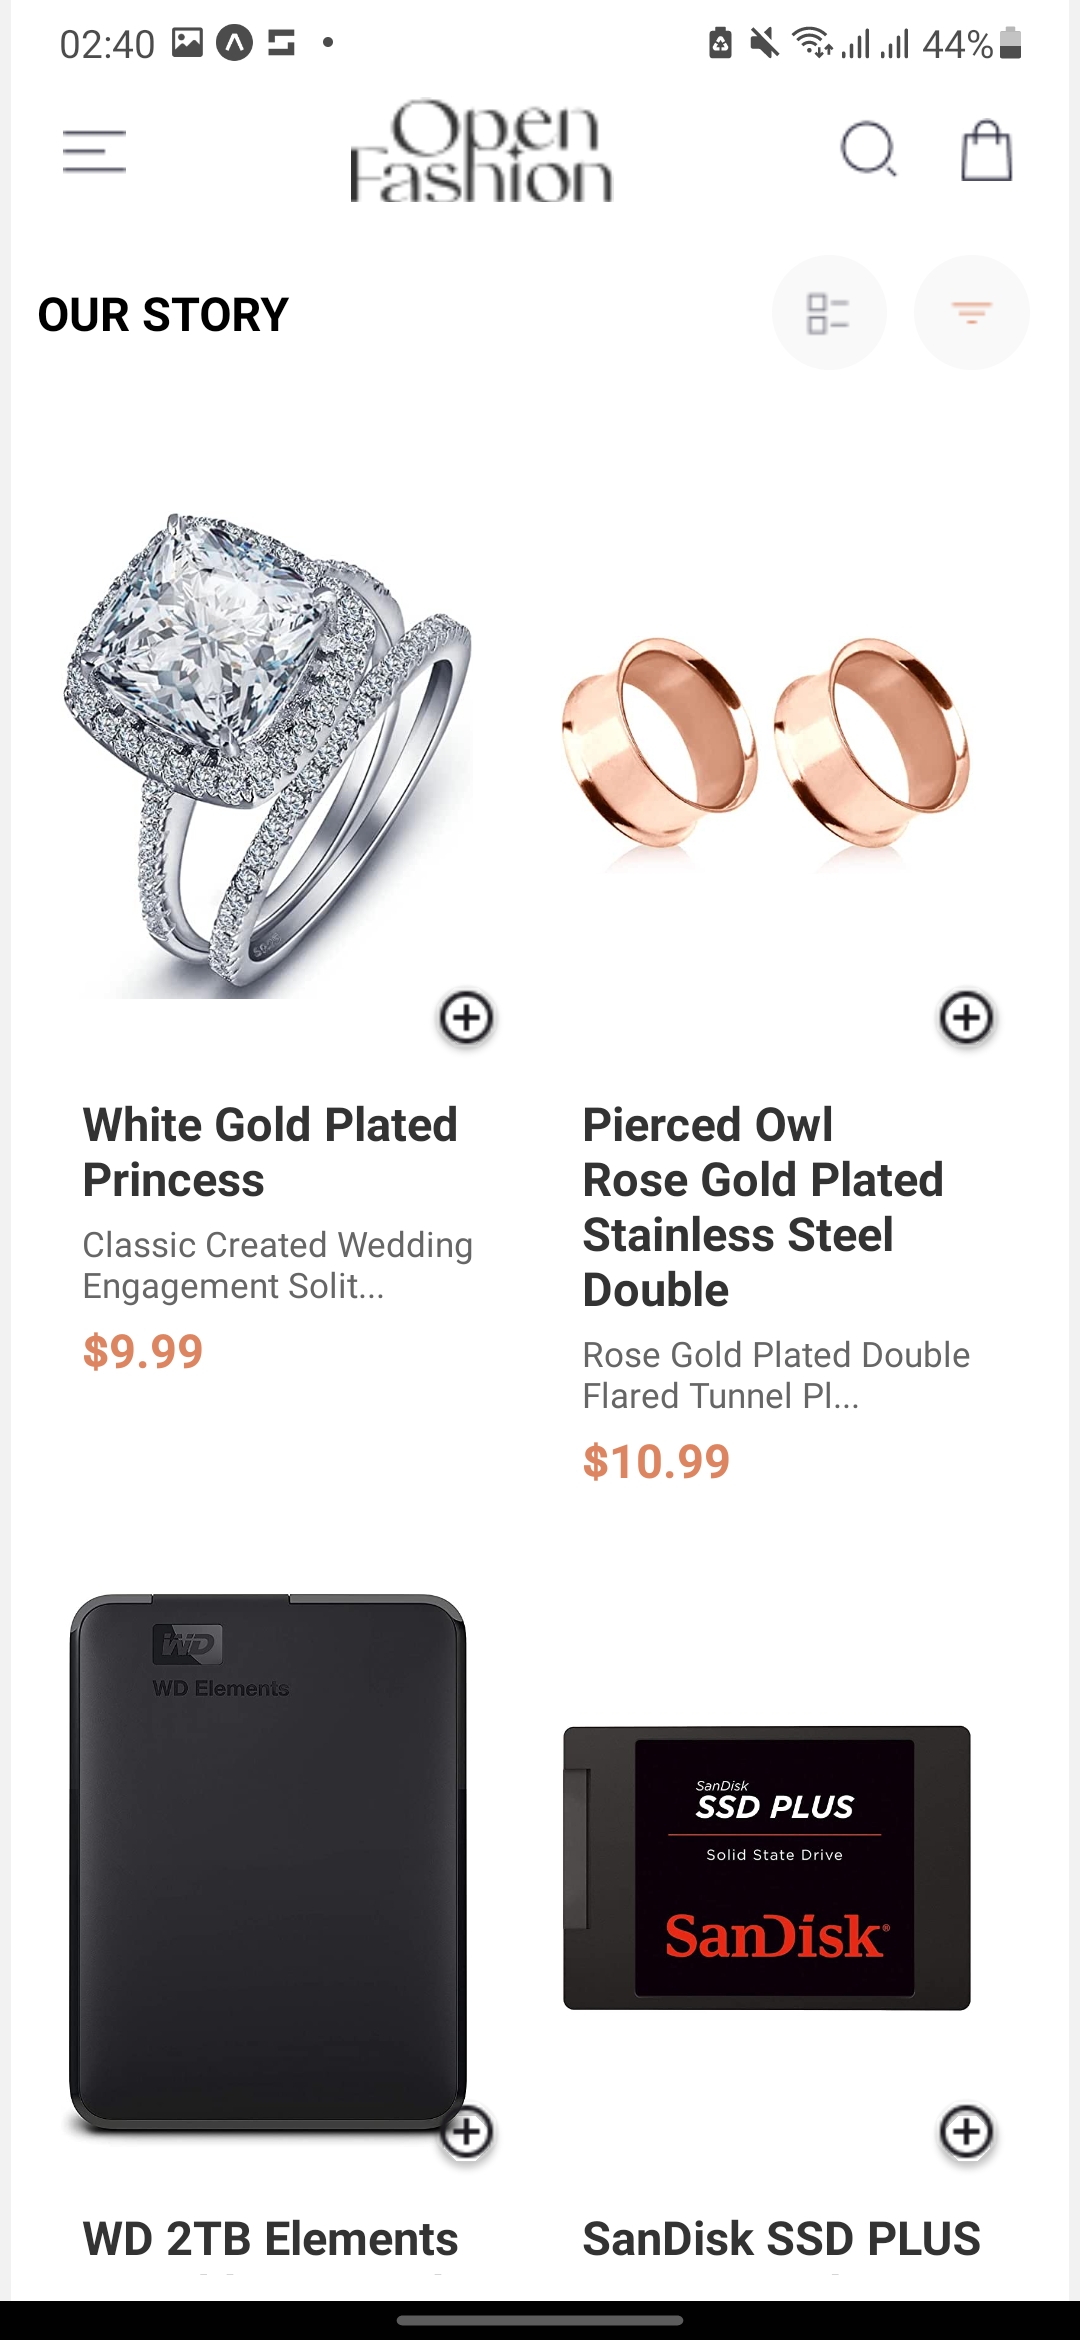 02:40
44%
Open
Fashion
OUR STORY
White Gold Plated
Princess
Classic Created Wedding
Engagement Solit...
$9.99
Pierced Owl
Rose Gold Plated
Stainless Steel
Double
Rose Gold Plated Double
Flared Tunnel Pl...
$10.99
WD
WD Elements
SanDisk
SSD PLUS
Solid State Drive
SanDisk®
WD 2TB Elements
SanDisk SSD PLUS